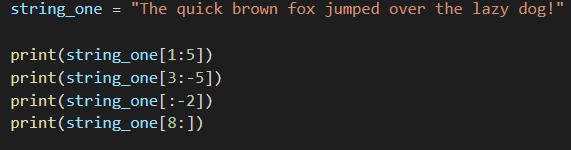 string_one = "The quick brown fox jumped over the lazy dog!"
print(string_one[1:5])
print(string_one[3:-5])
print(string_one[:-2])
print(string_one[8:])